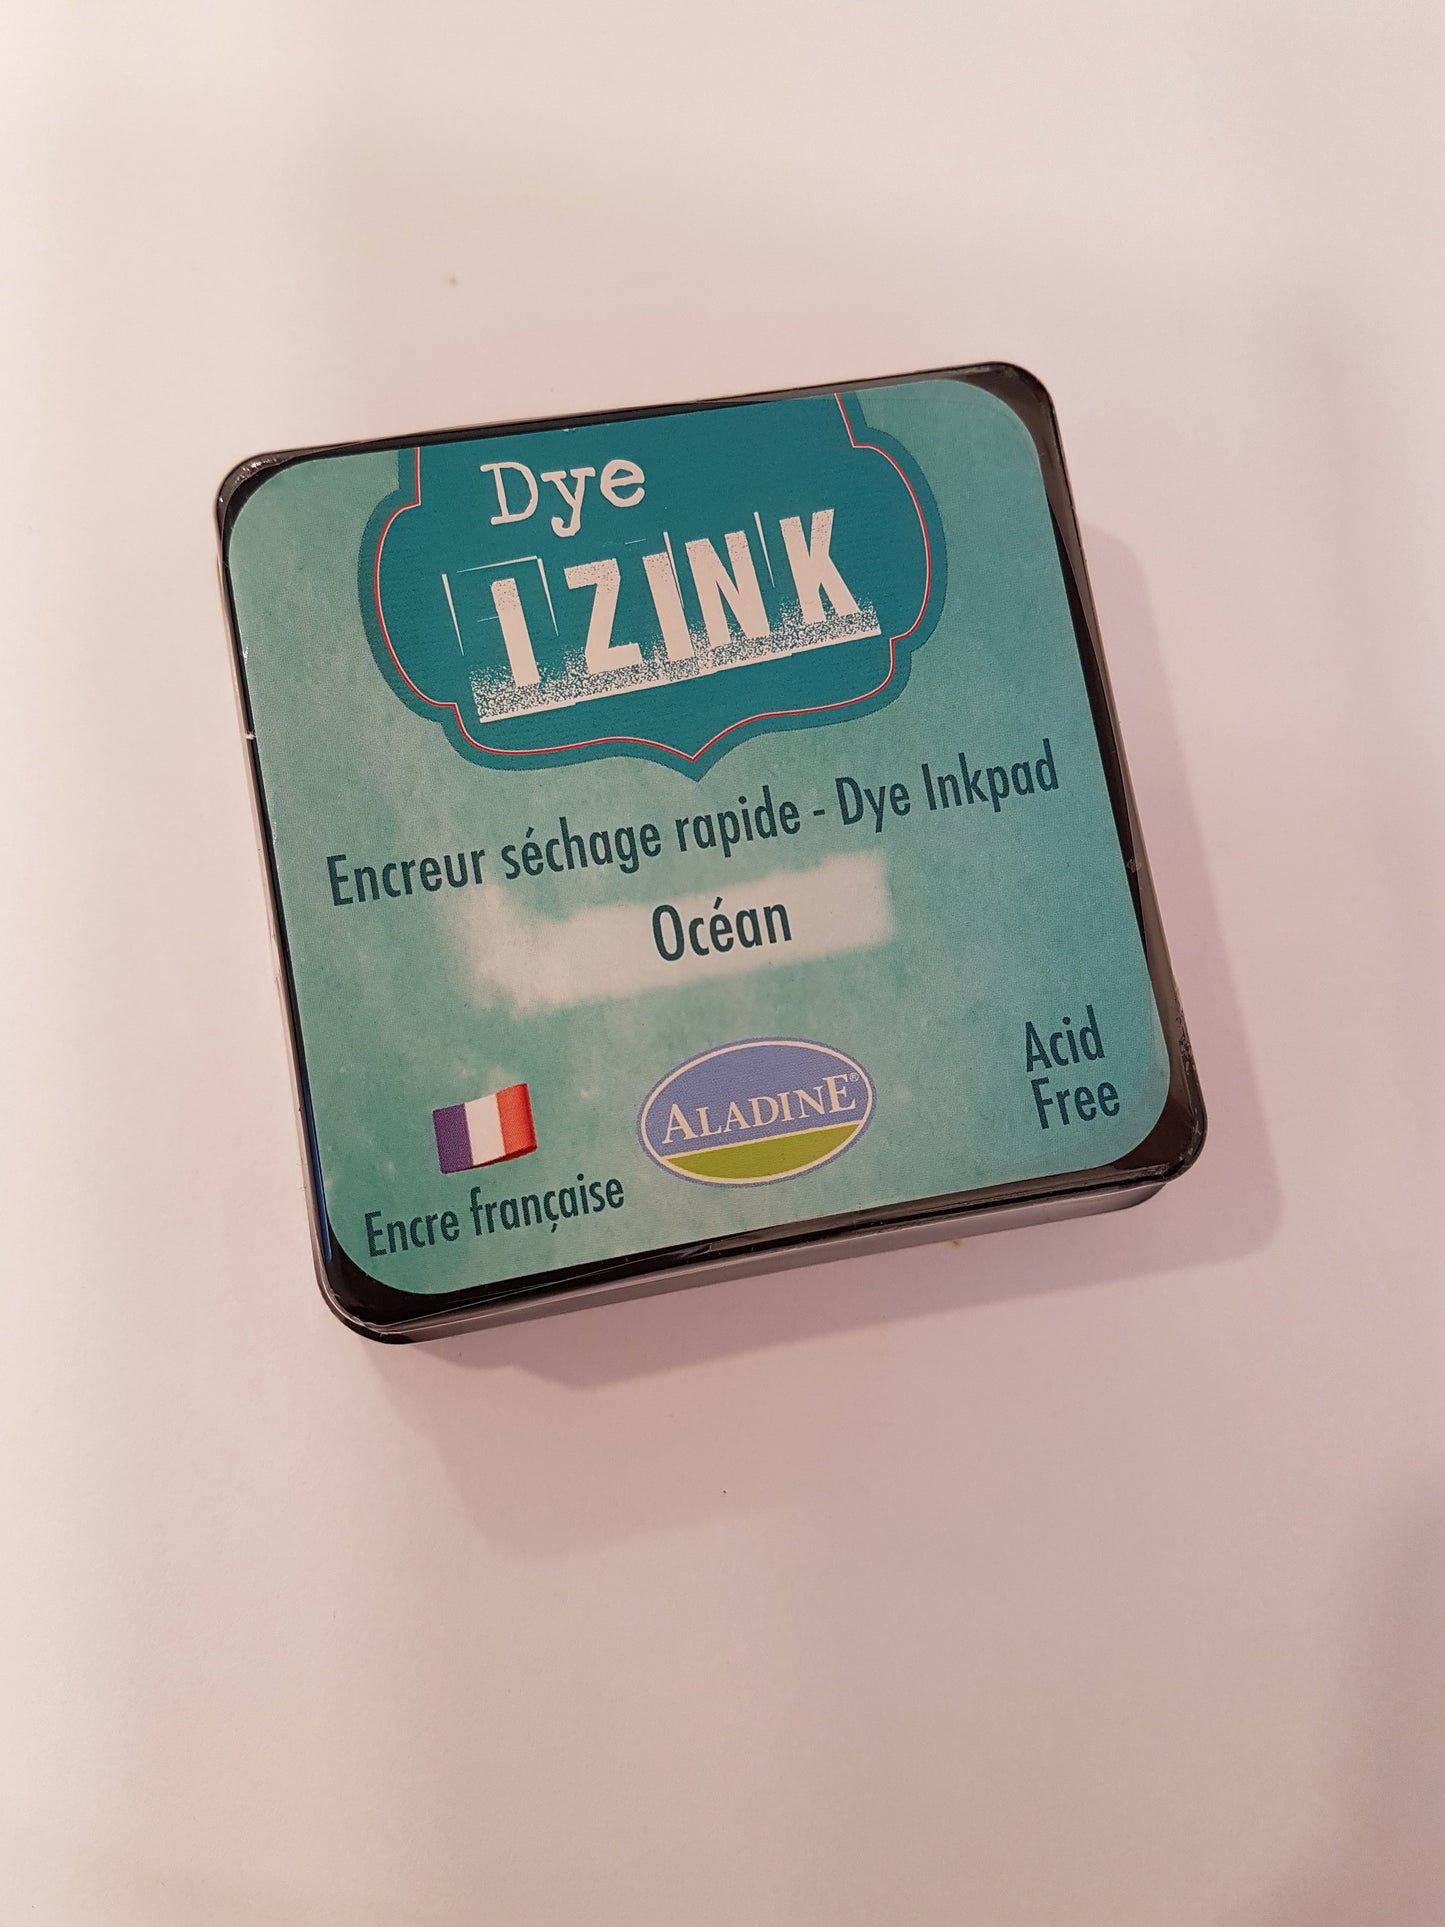 Dye
IZINK
Encreur séchage rapide - Dye Inkpad
Océan
Acid
Free
ALADINE®
Encre française